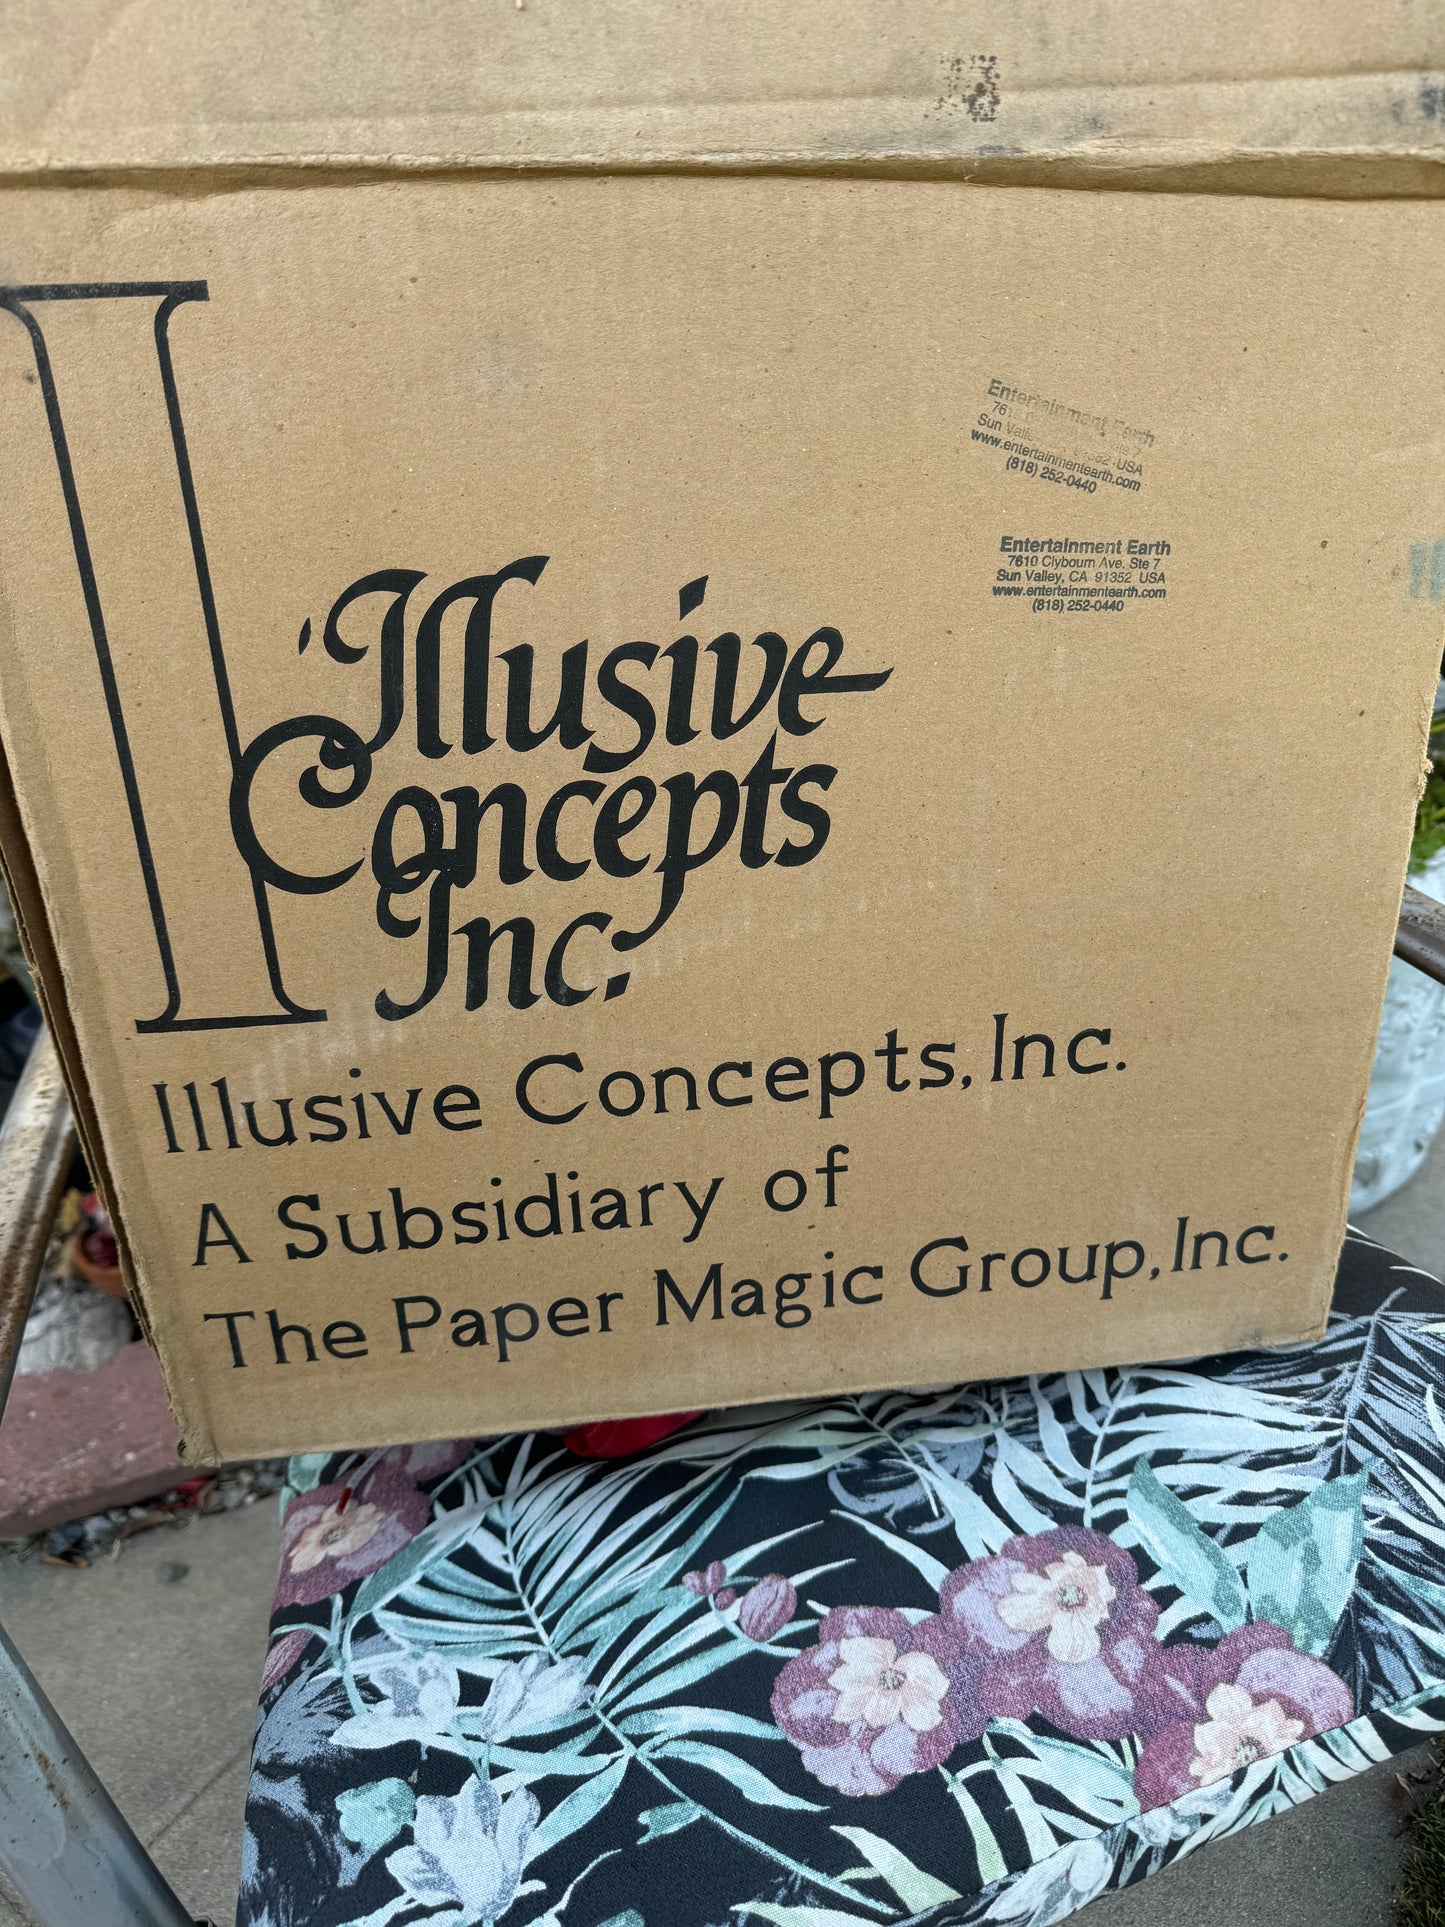 Entertainment Earth
Sun
USA
www.entertainmentearth.com
(818) 252-0440
Entertainment Earth
7610 Clybourn Ave. Ste 7
Sun Valley, CA 91352 USA
www.entertainmentearth.com
(818) 252-0440
I
Illusive
Concepts
Inc.
Illusive Concepts, Inc.
A Subsidiary of
The Paper Magic Group, Inc.